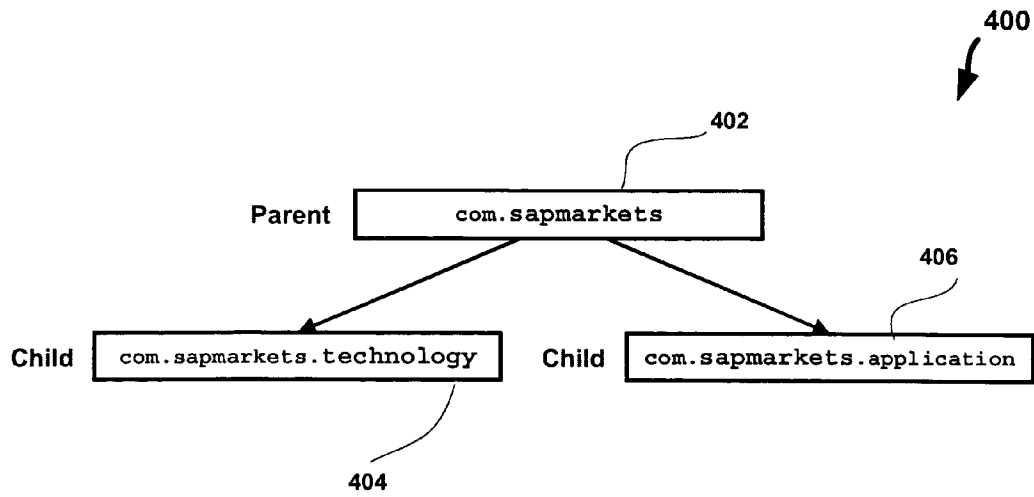 400
402
Parent com.sapmarkets
406
Child com.sapmarkets.technology Child com.sapmarkets.application
404